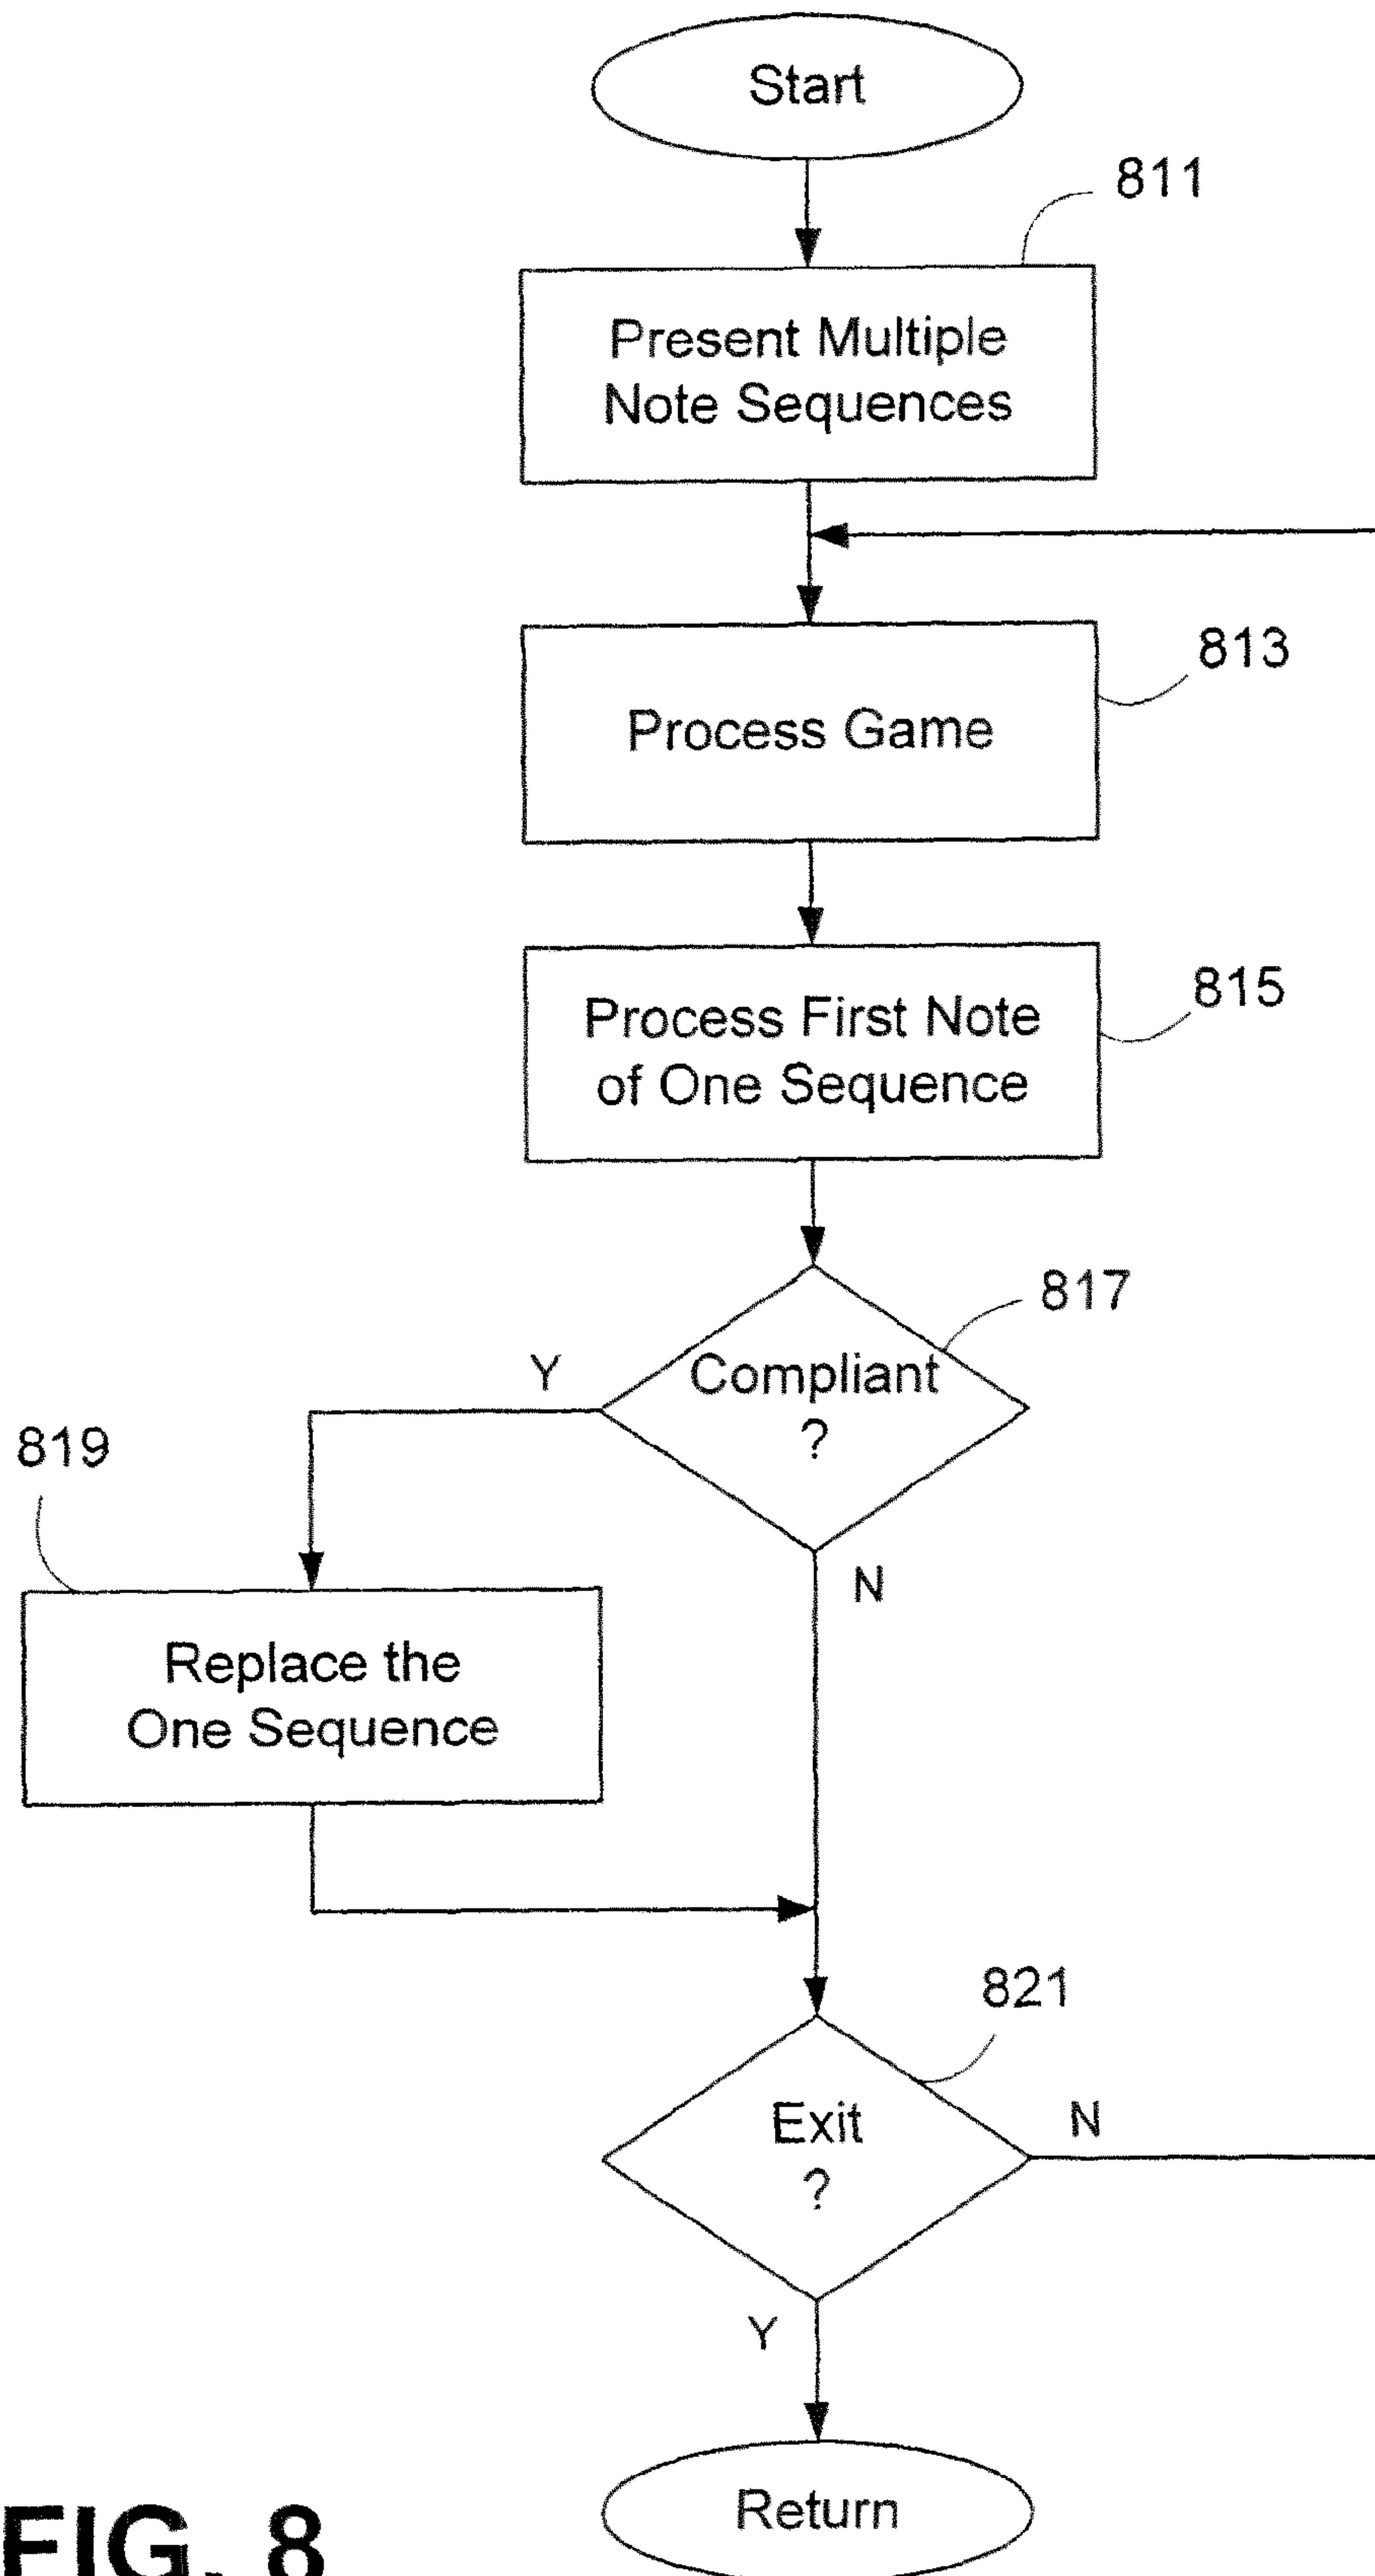 Start
811
Present Multiple
Note Sequences
813
Process Game
815
Process First Note
of One Sequence
817
Compliant
?
Y
N
819
Replace the
One Sequence
821
Exit
?
N
Y
Return
FIG. 8